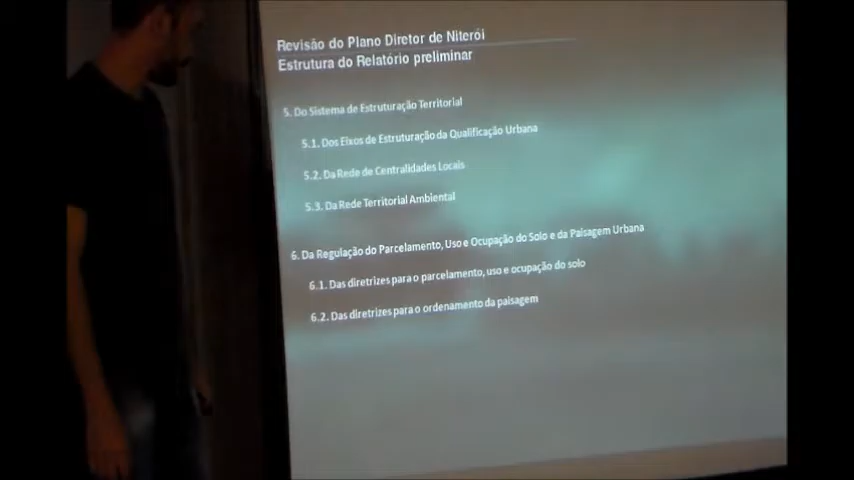 Revisão do Plano Diretor de Niterói
Estrutura do Relatório preliminar
5. Do Sistema de Estruturação Territorial
5.1. Dos Eixos de Estruturação da Qualificação Urbana
5.2. Da Rede de Centralidades Locais
5.3. Da Rede Territorial Ambiental
6. Da Regulação do Parcelamento, Uso e Ocupação do Solo e da Paisagem Urbana
6.1. Das diretrizes para o parcelamento, uso e ocupação do solo
6.2. Das diretrizes para o ordenamento da paisagem